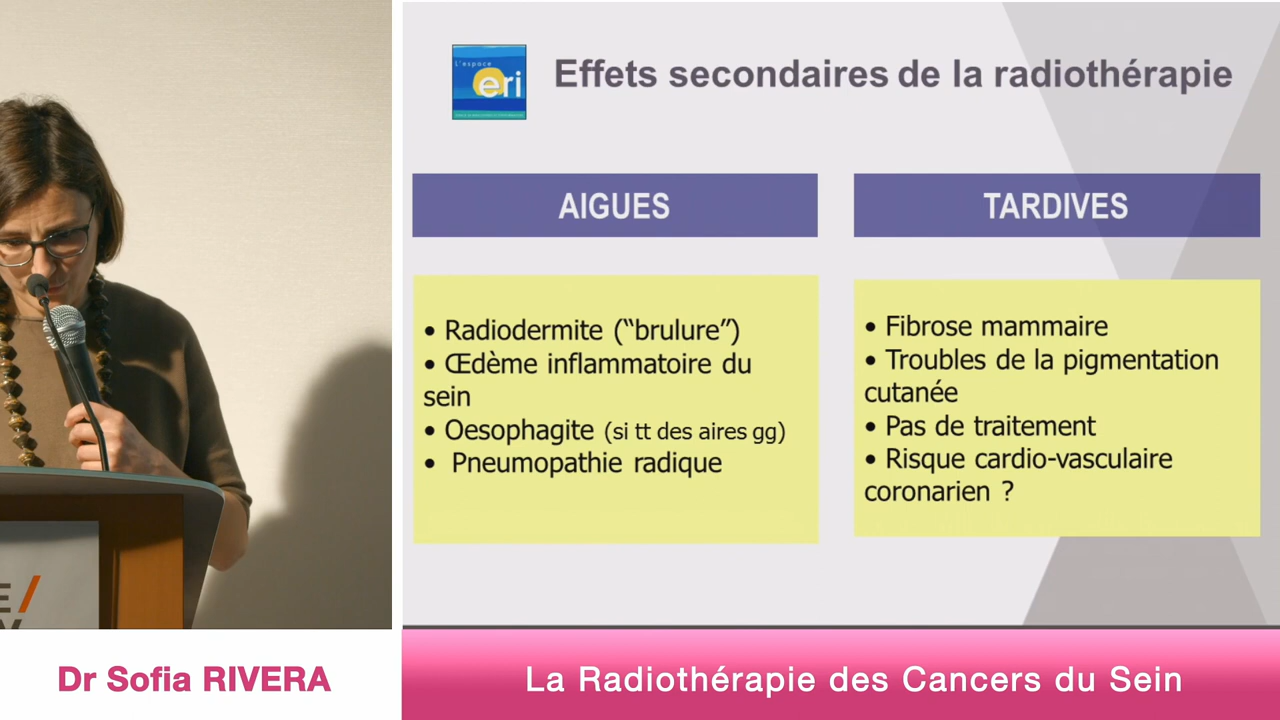 L'espace
eri
Effets secondaires de la radiothérapie
AIGUES
• Radiodermite (“brulure”)
• Œdème inflammatoire du
sein
• Oesophagite (si tt des aires gg)
• Pneumopathie radique
TARDIVES
• Fibrose mammaire
• Troubles de la pigmentation
cutanée
• Pas de traitement
• Risque cardio-vasculaire
coronarien ?
E/
Dr Sofia RIVERA
La Radiothérapie des Cancers du Sein